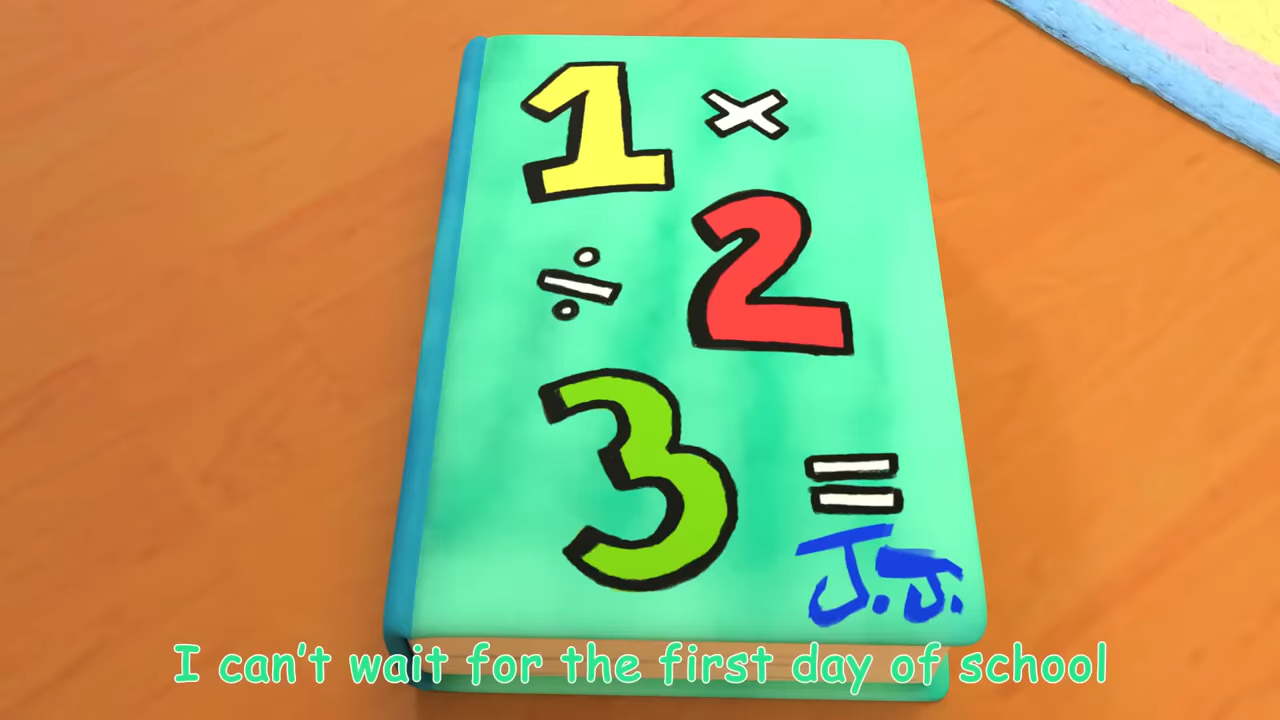 1 ×
÷ 2
3 =
J.J.
I can't wait for the first day of school